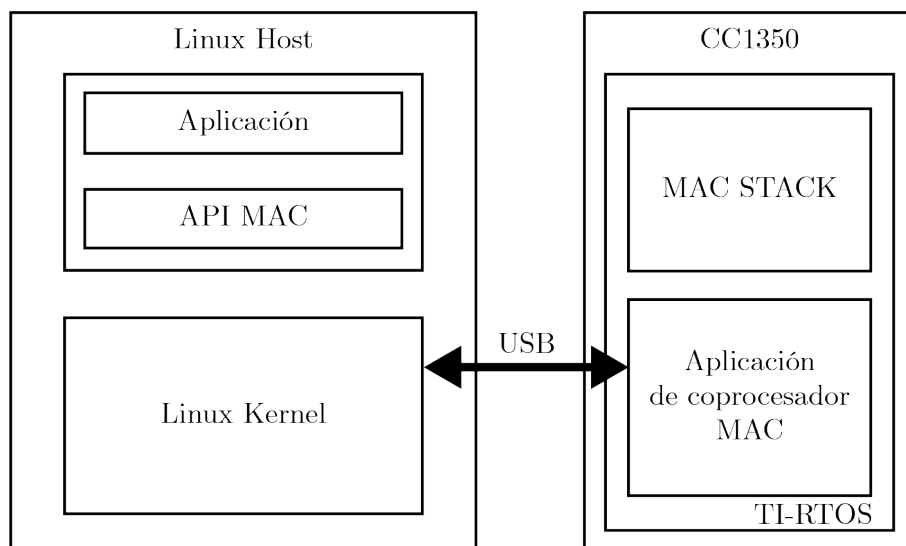 Linux Host
Aplicación
API MAC
Linux Kernel
USB
CC1350
MAC STACK
Aplicación
de coprocesador
MAC
TI-RTOS